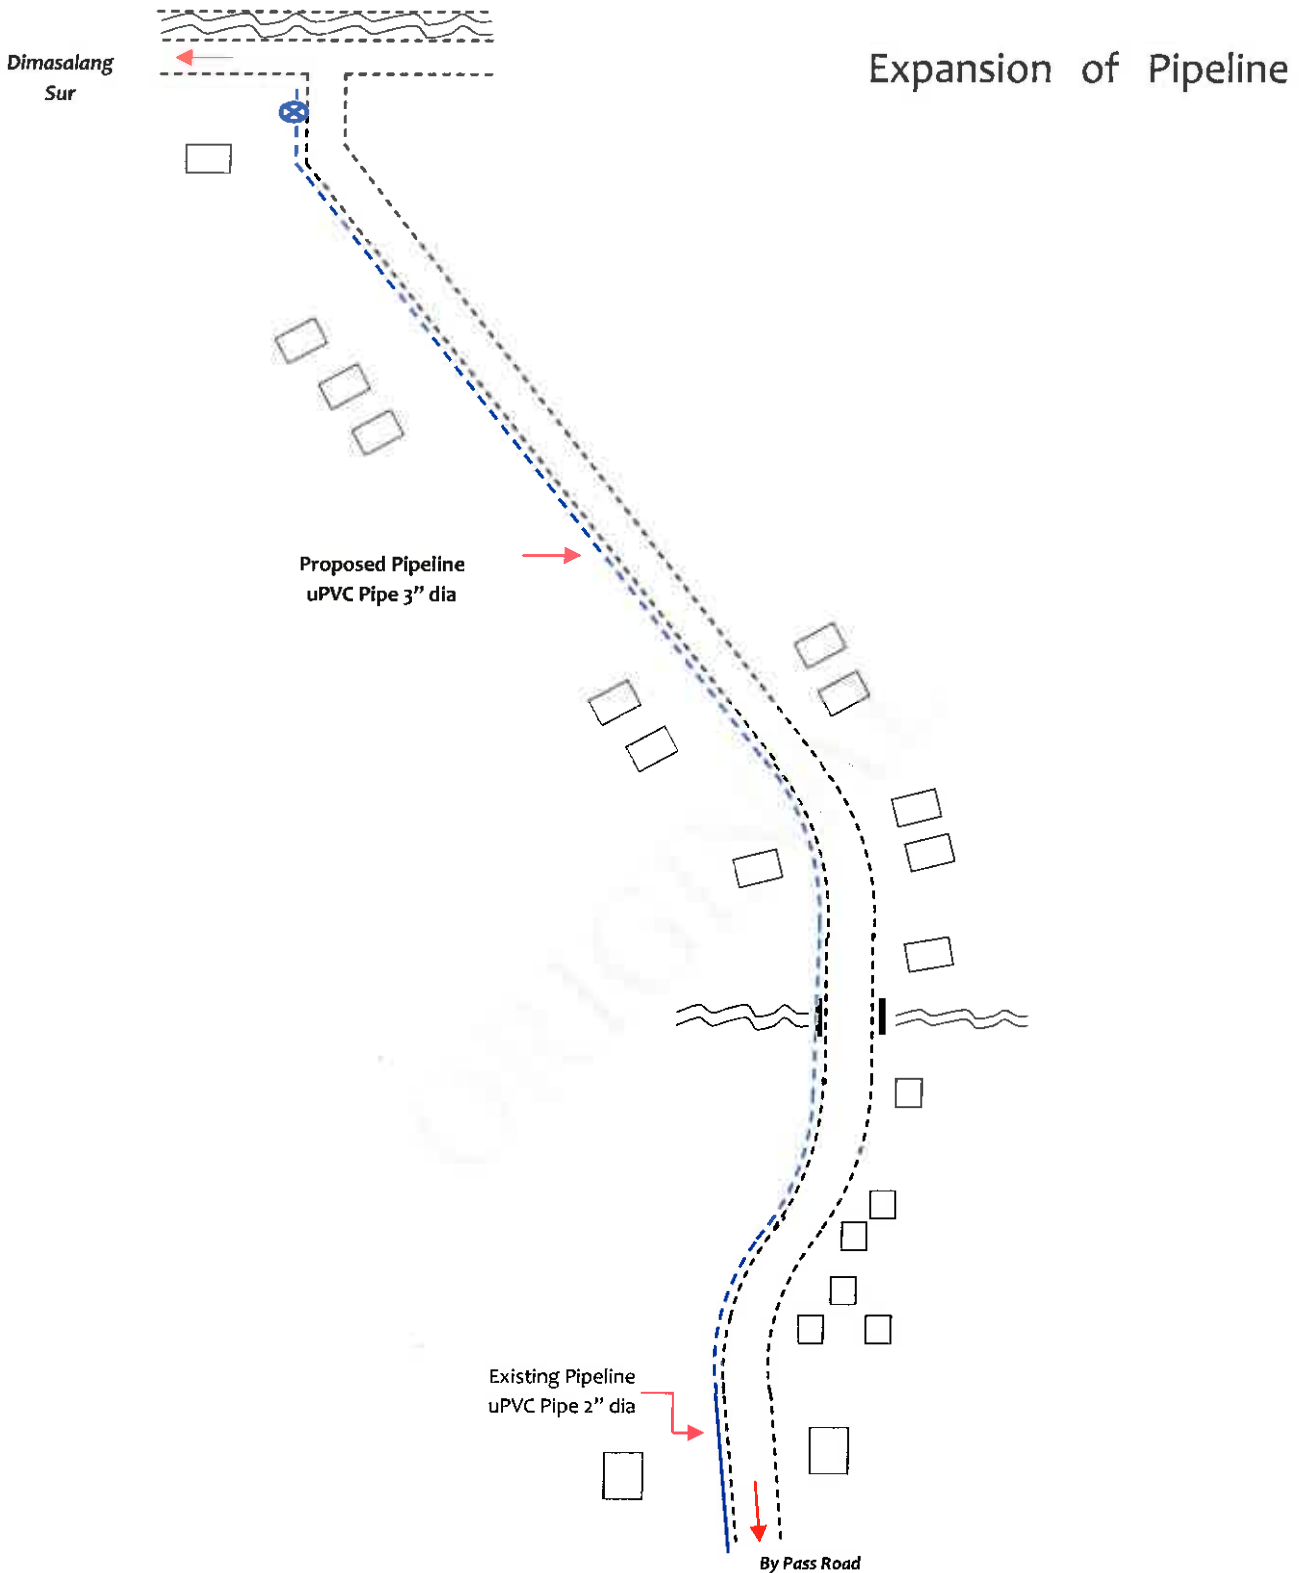 Expansion of Pipeline
Dimasalang
Sur
Proposed Pipeline
uPVC Pipe 3” dia
ORIGINAL
Existing Pipeline
uPVC Pipe 2” dia
By Pass Road